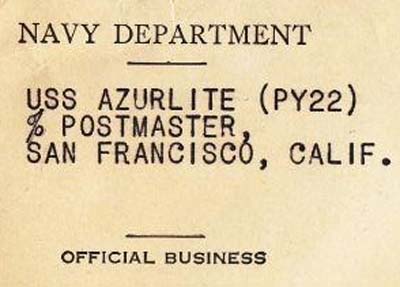 NAVY DEPARTMENT
USS AZURLITE (PY22)
% POSTMASTER,
SAN FRANCISCO, CALIF.
OFFICIAL BUSINESS